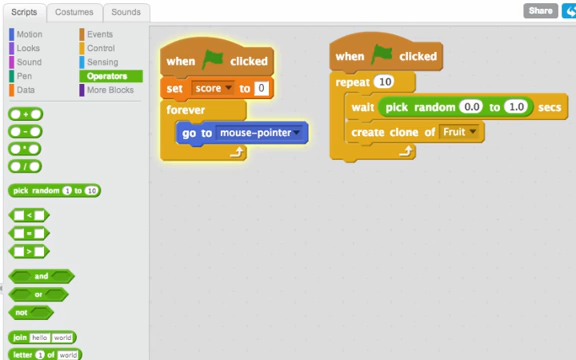 Scripts Costumes Sounds
Share
Motion Events
Looks Control
Sound Sensing
Pen Operators
Data More Blocks
+
-
*
/
pick random 1 to 10
<
=
>
and
or
not
join hello world
letter 1 of world
when clicked
set score to 0
forever
go to mouse-pointer
when clicked
repeat 10
wait pick random 0.0 to 1.0 secs
create clone of Fruit